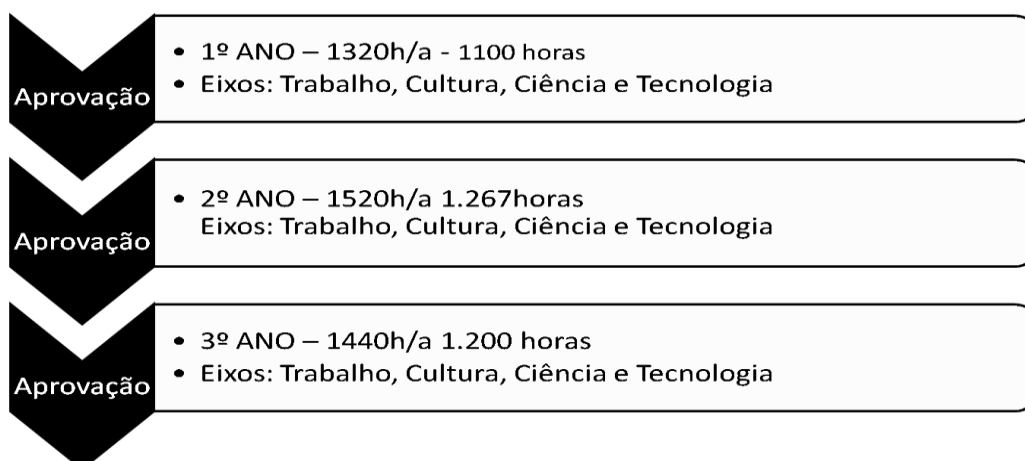 Aprovação
• 1º ANO – 1320h/a - 1100 horas
• Eixos: Trabalho, Cultura, Ciência e Tecnologia
Aprovação
• 2º ANO – 1520h/a 1.267horas
Eixos: Trabalho, Cultura, Ciência e Tecnologia
Aprovação
• 3º ANO – 1440h/a 1.200 horas
• Eixos: Trabalho, Cultura, Ciência e Tecnologia